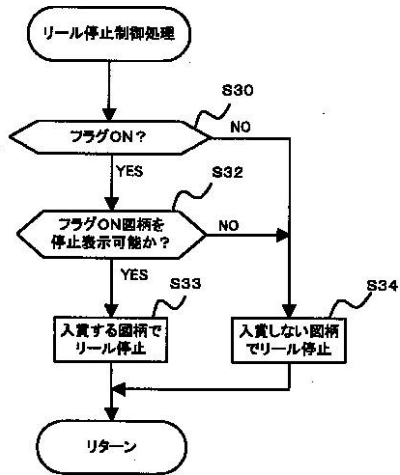 リール停止制御処理
S30
フラグON?
NO
YES
S32
フラグON図柄を
停止表示可能か?
NO
YES
S33
S34
入賞する図柄で
リール停止
入賞しない図柄
でリール停止
リターン